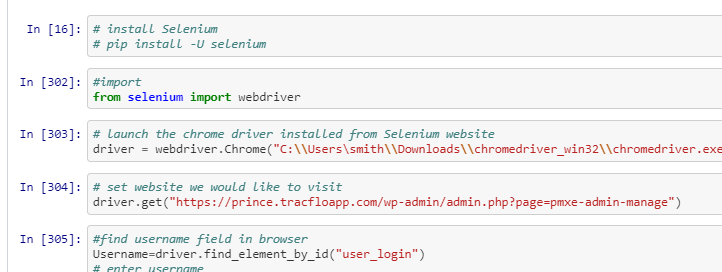 In [16]: # install Selenium
# pip install -U selenium
In [302]: #import
from selenium import webdriver
In [303]: # launch the chrome driver installed from Selenium website
driver = webdriver.Chrome("C:\\Users\smith\\Downloads\\chromedriver_win32\\chromedriver.exe
In [304]: # set website we would like to visit
driver.get("https://prince.tracfloapp.com/wp-admin/admin.php?page=pmxe-admin-manage")
In [305]: #find username field in browser
Username=driver.find_element_by_id("user_login")
# enter username